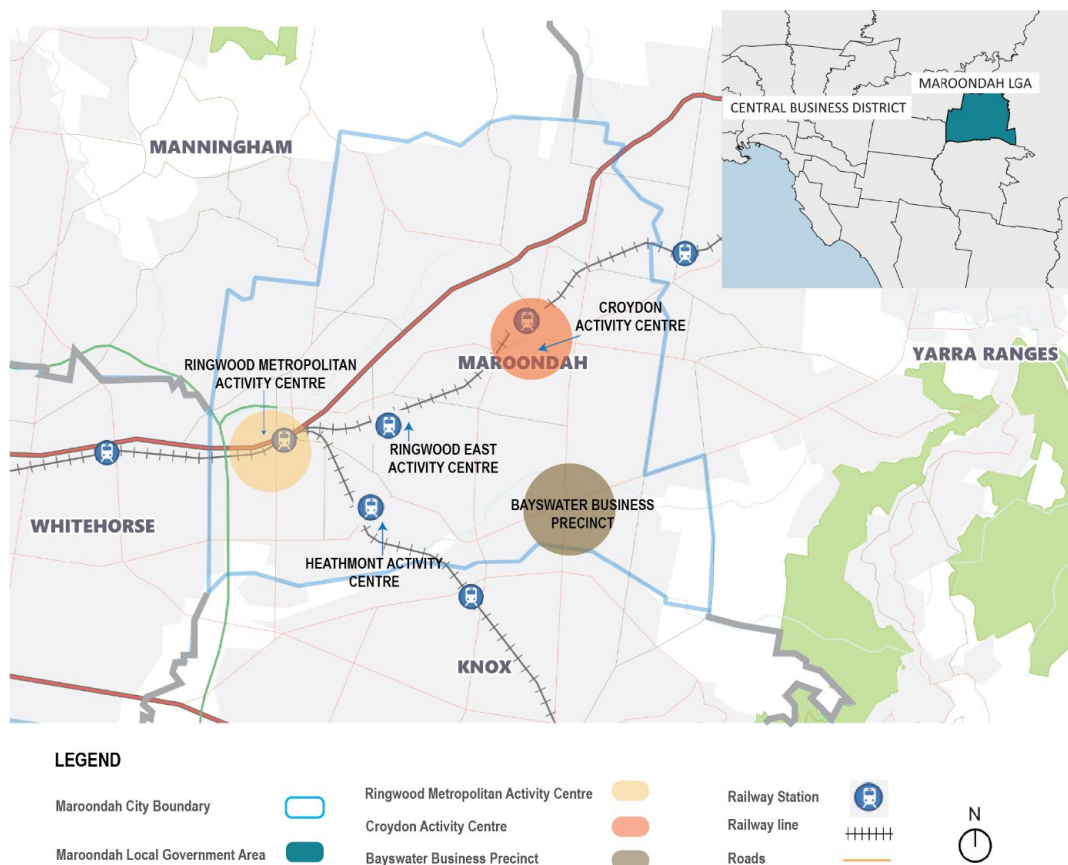 MAROONDAH LGA
CENTRAL BUSINESS DISTRICT
MANNINGHAM
CROYDON
ACTIVITY CENTRE
RINGWOOD METROPOLITAN
ACTIVITY CENTRE
MAROONDAH
YARRA RANGES
RINGWOOD EAST
ACTIVITY CENTRE
BAYSWATER BUSINESS
PRECINCT
WHITEHORSE
HEATHMONT ACTIVITY
CENTRE
KNOX
LEGEND
Maroondah City Boundary
Maroondah Local Government Area
Ringwood Metropolitan Activity Centre
Croydon Activity Centre
Bayswater Business Precinct
Railway Station
Railway line
Roads
N